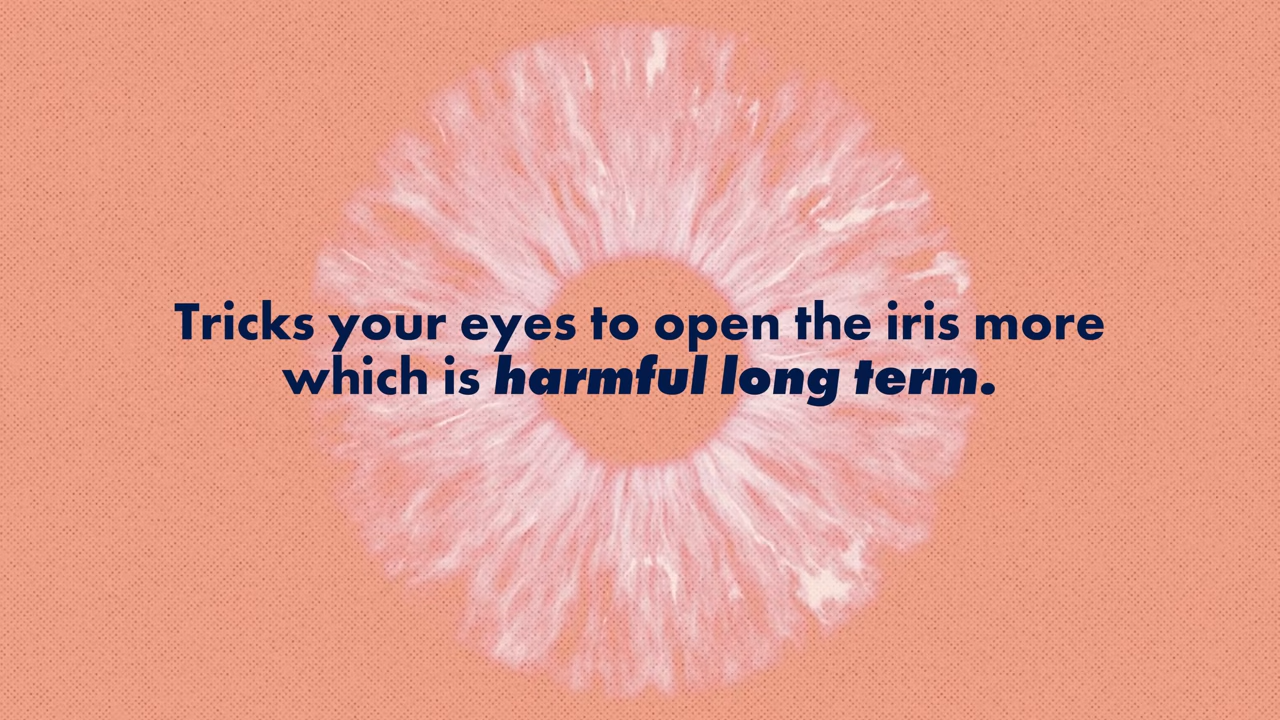 Tricks your eyes to open the iris more
which is harmful long term.